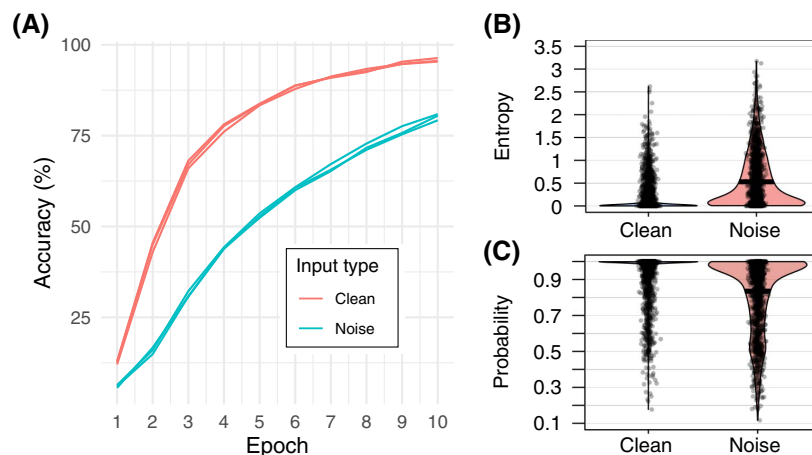 (A)
Accuracy (%)
100
75
50
25
Input type
Clean
Noise
1 2 3 4 5 6 7 8 9 10
Epoch
(B)
Entropy
3.5
3
2.5
2
1.5
1
0.5
0
Clean Noise
(C)
Probability
0.9
0.7
0.5
0.3
0.1
Clean Noise